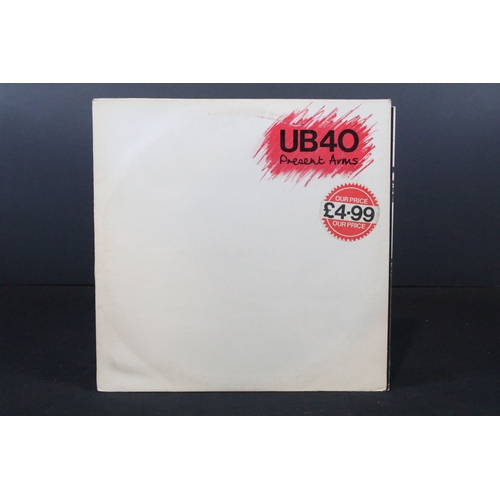 UB40
Present Arms
OUR PRICE
£4·99
OUR PRICE